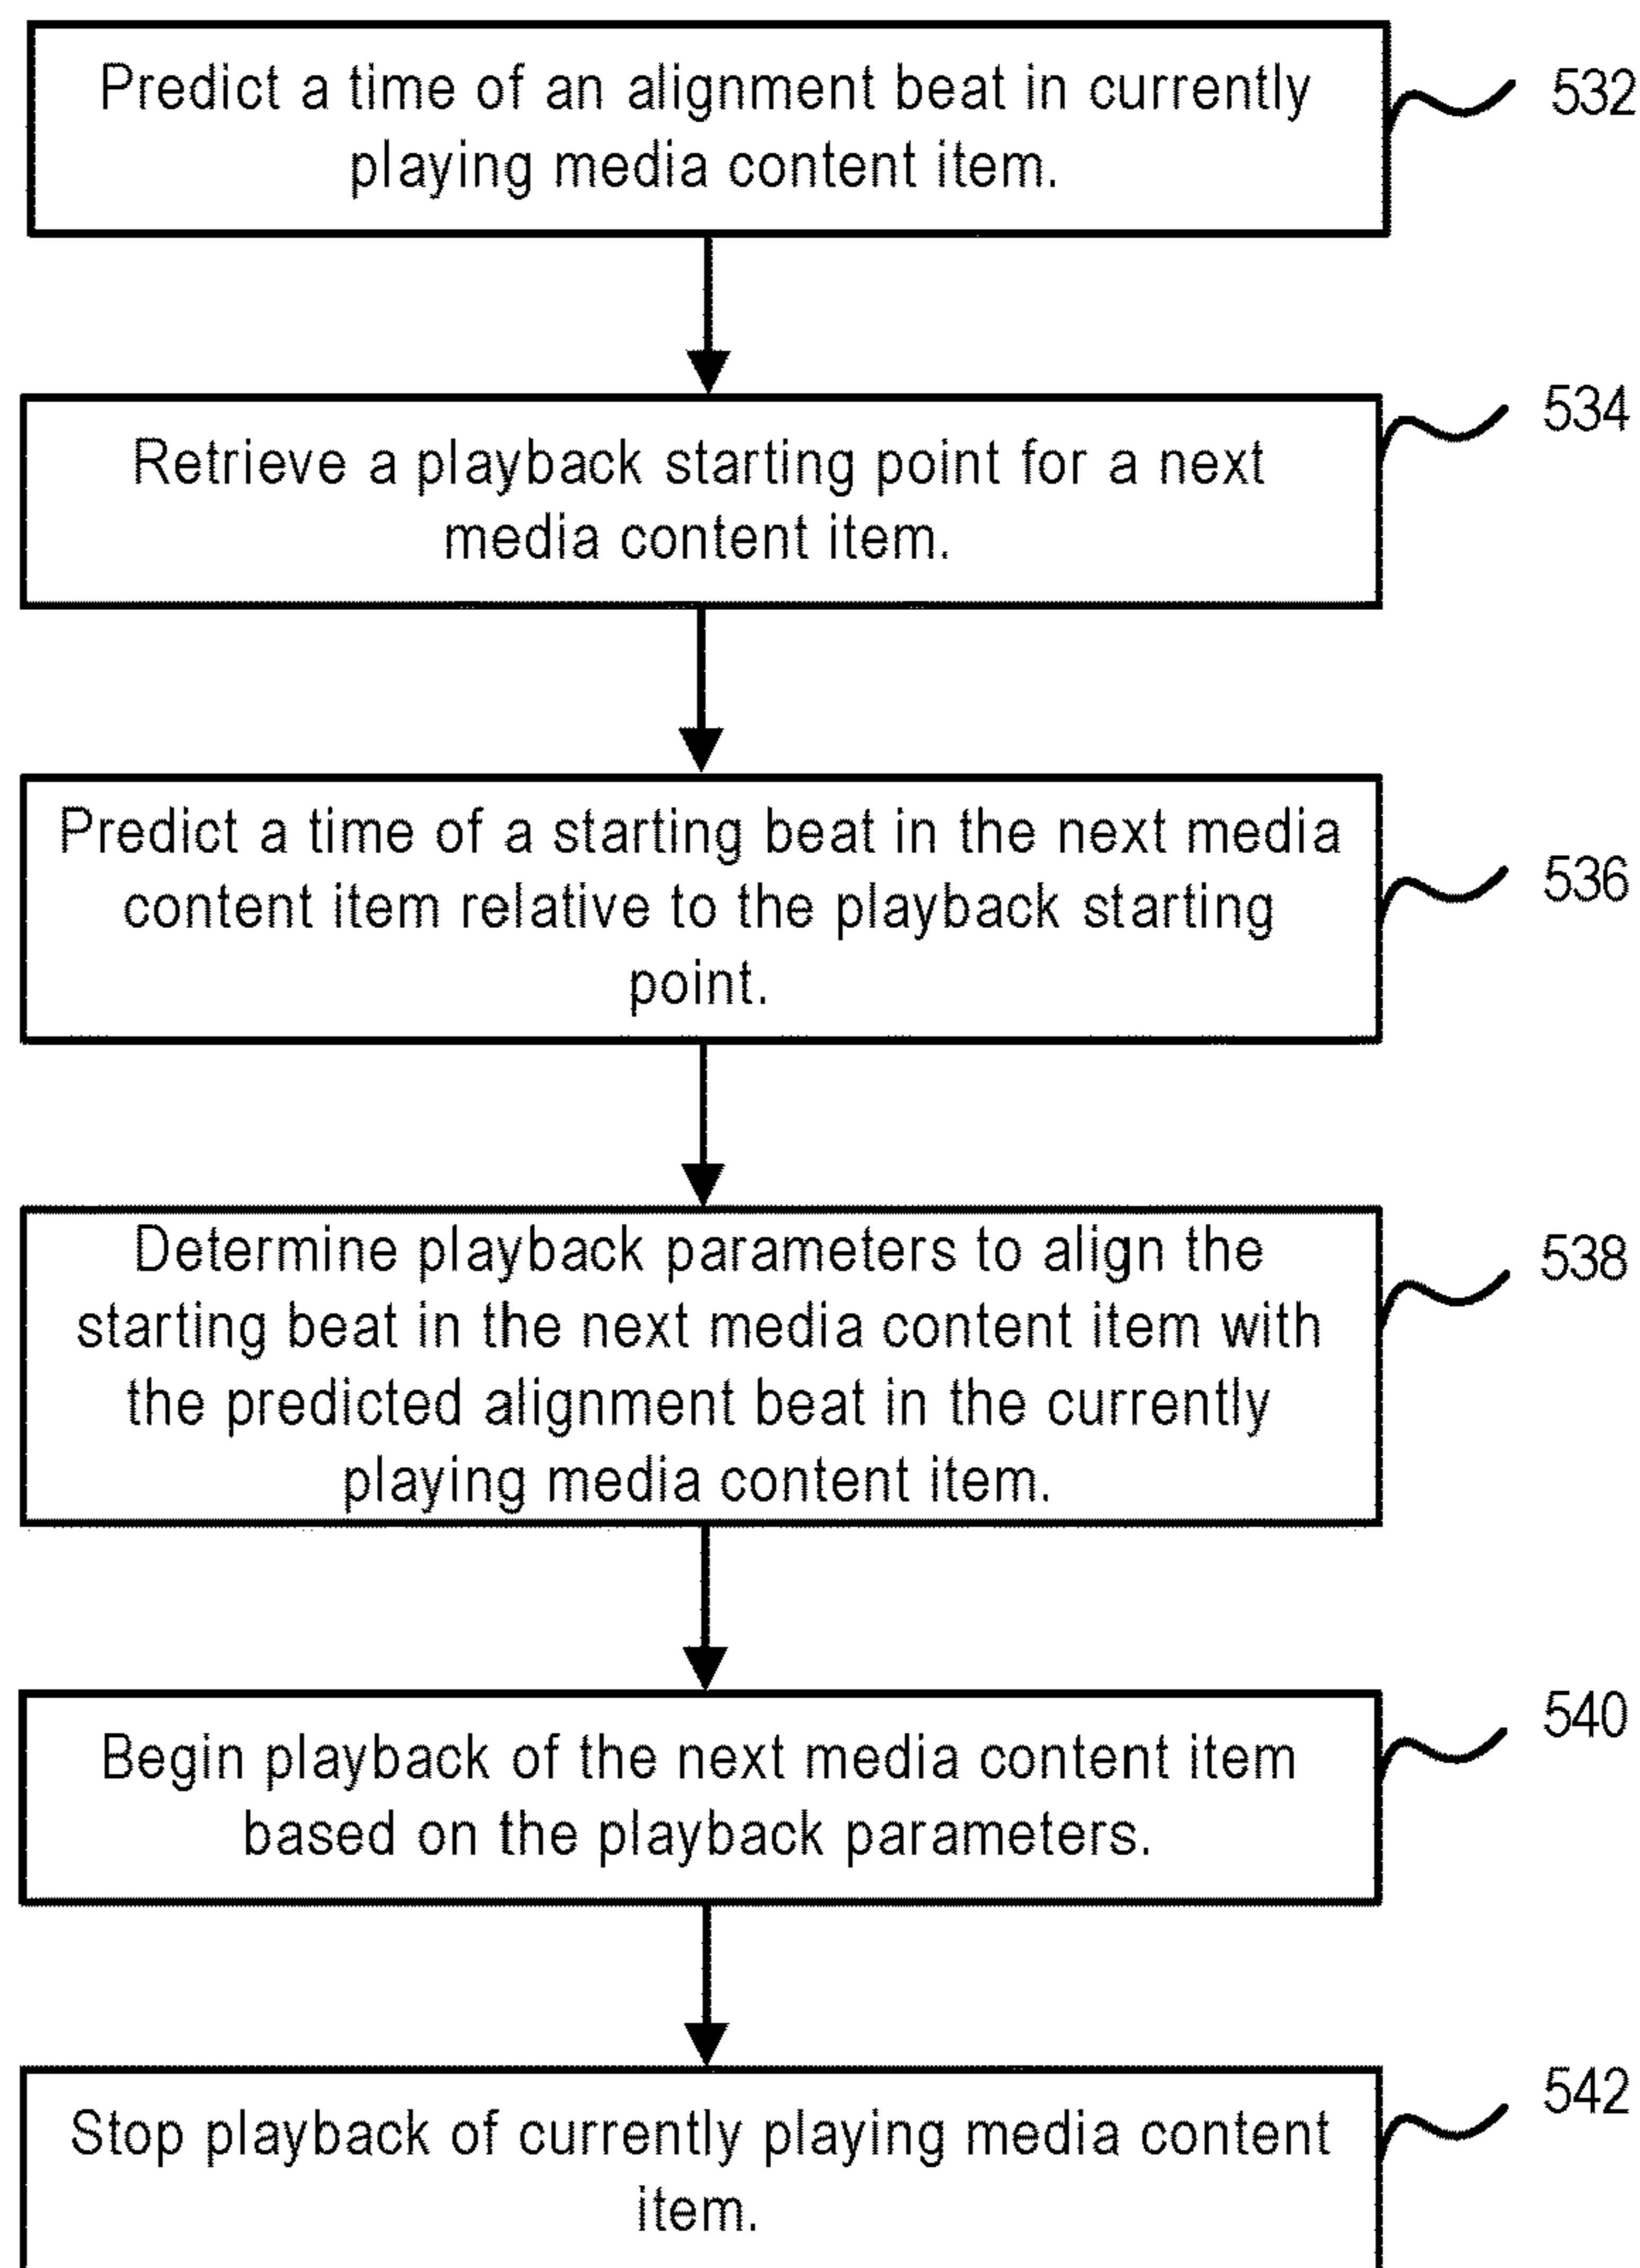 Predict a time of an alignment beat in currently
playing media content item.
532
Retrieve a playback starting point for a next
media content item.
534
Predict a time of a starting beat in the next media
content item relative to the playback starting
point.
536
Determine playback parameters to align the
starting beat in the next media content item with
the predicted alignment beat in the currently
playing media content item.
538
Begin playback of the next media content item
based on the playback parameters.
540
Stop playback of currently playing media content
item.
542